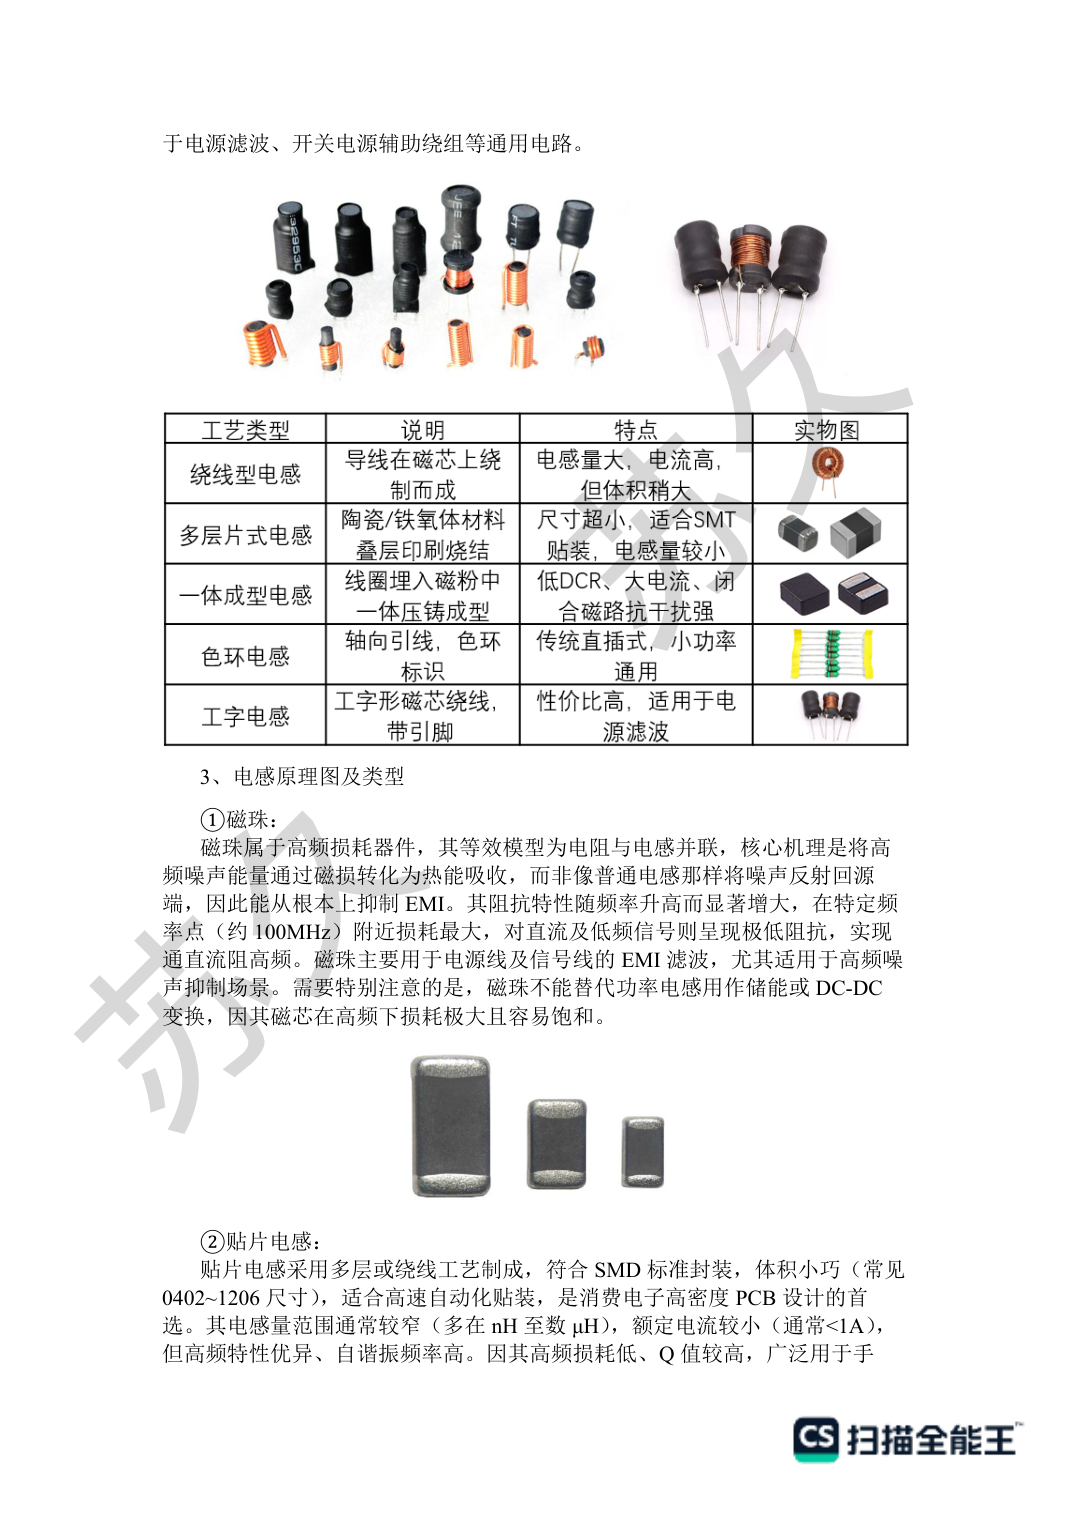 于电源滤波、开关电源辅助绕组等通用电路。
329530
JEE 12
FT TL
工艺类型 说明 特点 实物图
绕线型电感 导线在磁芯上绕制而成 电感量大，电流高，但体积稍大
多层片式电感 陶瓷/铁氧体材料叠层印刷烧结 尺寸超小，适合SMT贴装，电感量较小
一体成型电感 线圈埋入磁粉中一体压铸成型 低DCR、大电流、闭合磁路抗干扰强
色环电感 轴向引线，色环标识 传统直插式，小功率通用
工字电感 工字形磁芯绕线，带引脚 性价比高，适用于电源滤波
3、电感原理图及类型
①磁珠：
磁珠属于高频损耗器件，其等效模型为电阻与电感并联，核心机理是将高
频噪声能量通过磁损转化为热能吸收，而非像普通电感那样将噪声反射回源
端，因此能从根本上抑制 EMI。其阻抗特性随频率升高而显著增大，在特定频
率点（约 100MHz）附近损耗最大，对直流及低频信号则呈现极低阻抗，实现
通直流阻高频。磁珠主要用于电源线及信号线的 EMI 滤波，尤其适用于高频噪
声抑制场景。需要特别注意的是，磁珠不能替代功率电感用作储能或 DC-DC
变换，因其磁芯在高频下损耗极大且容易饱和。
②贴片电感：
贴片电感采用多层或绕线工艺制成，符合 SMD 标准封装，体积小巧（常见
0402~1206 尺寸），适合高速自动化贴装，是消费电子高密度 PCB 设计的首
选。其电感量范围通常较窄（多在 nH 至数 μH），额定电流较小（通常<1A），
但高频特性优异、自谐振频率高。因其高频损耗低、Q 值较高，广泛用于手
苏久
苏久
CS 扫描全能王™